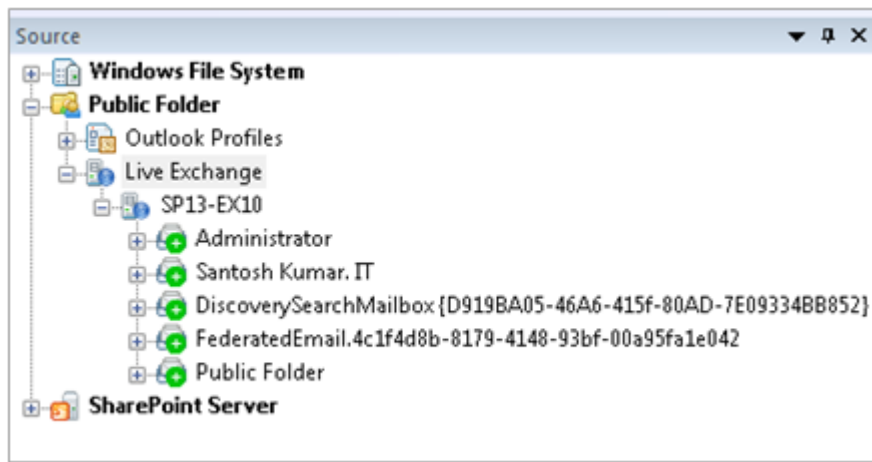 Source
Windows File System
Public Folder
Outlook Profiles
Live Exchange
SP13-EX10
Administrator
Santosh Kumar. IT
DiscoverySearchMailbox{D919BA05-46A6-415f-80AD-7E09334BB852}
FederatedEmail.4c1f4d8b-8179-4148-93bf-00a95fa1e042
Public Folder
SharePoint Server